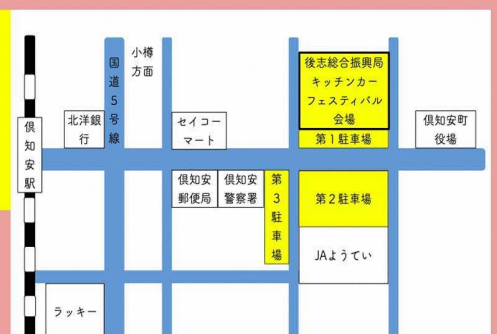 小樽
方面
国道5号線
後志総合振興局
キッチンカー
フェスティバル
会場
第1駐車場
北洋銀
行
セイコー
マート
倶知安町
役場
倶知安駅
倶知安
郵便局
倶知安
警察署
第3駐車場
第2駐車場
JAようてい
ラッキー